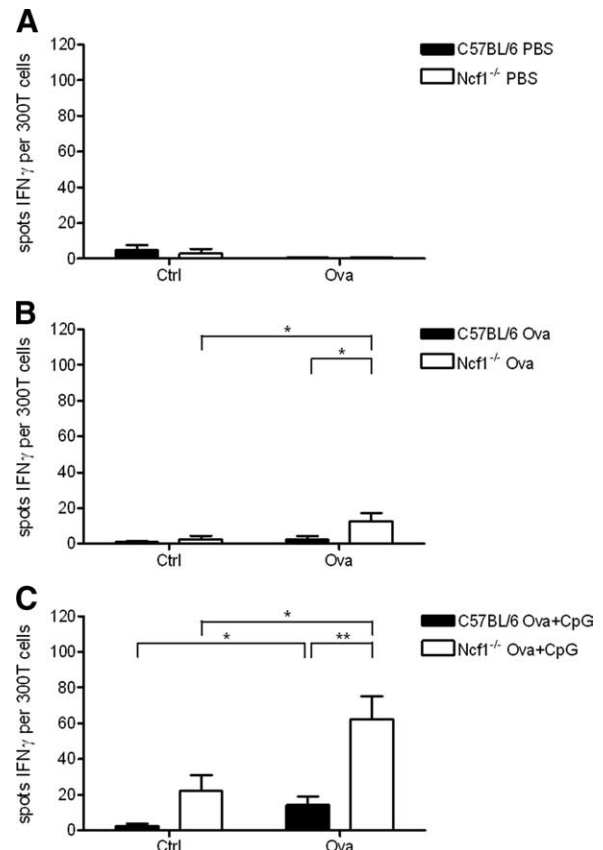 A
spots IFNγ per 300T cells
120
100
80
60
40
20
0
Ctrl
Ova
C57BL/6 PBS
Ncf1-/- PBS
B
spots IFNγ per 300T cells
120
100
80
60
40
20
0
*
*
Ctrl
Ova
C57BL/6 Ova
Ncf1-/- Ova
C
spots IFNγ per 300T cells
120
100
80
60
40
20
0
*
*
**
Ctrl
Ova
C57BL/6 Ova+CpG
Ncf1-/- Ova+CpG